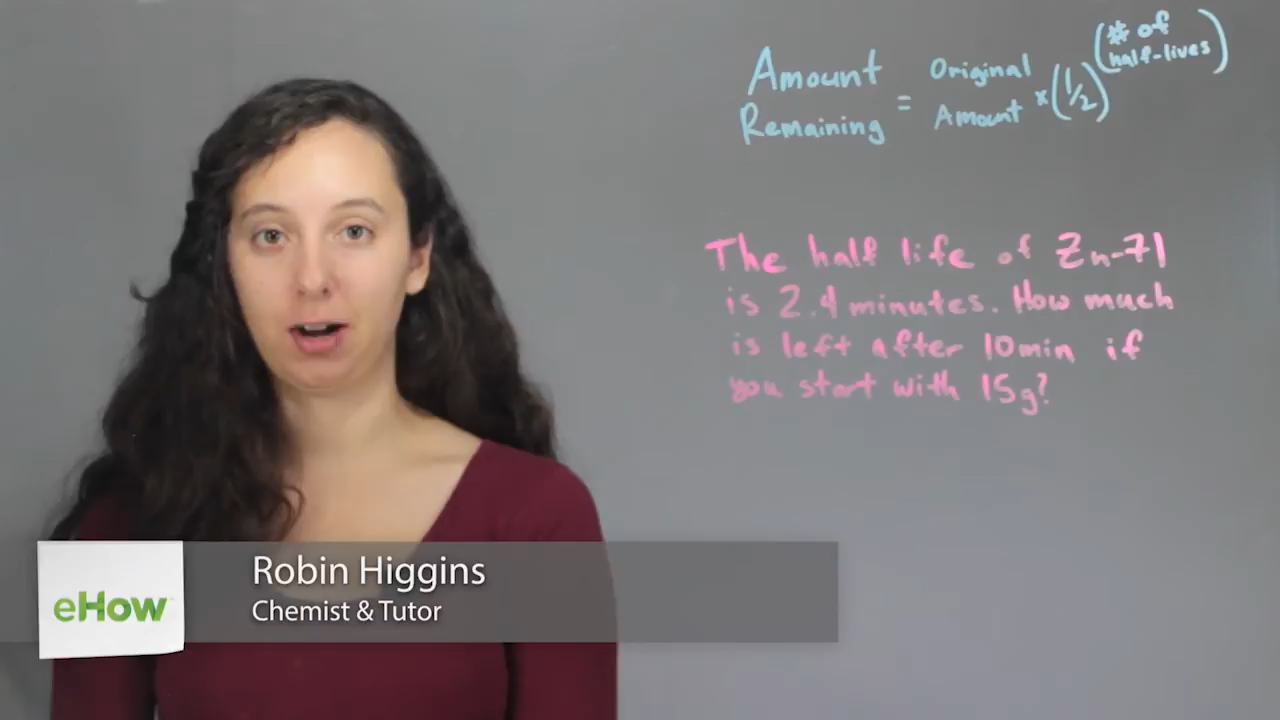 Amount
Remaining
=
Original
Amount
×(1/2)
(# of
half-lives)
The half life of Zn-71
is 2.4 minutes. How much
is left after 10min if
you start with 15g?
eHow
Robin Higgins
Chemist & Tutor